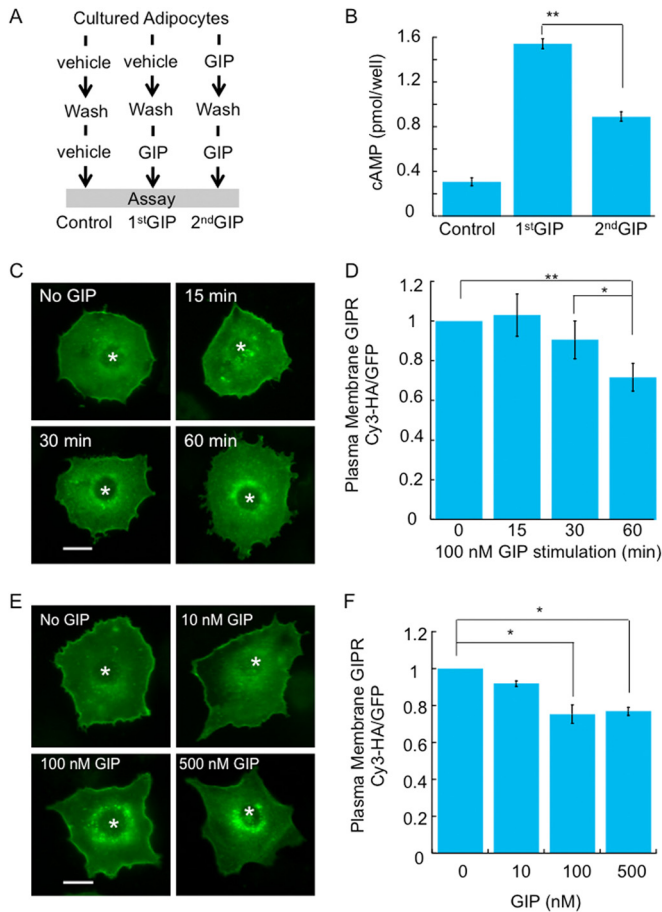 A
Cultured Adipocytes
vehicle vehicle GIP
Wash Wash Wash
vehicle GIP GIP
Assay
Control 1stGIP 2ndGIP
B
cAMP (pmol/well)
1.6
1.2
0.8
0.4
0
**
Control 1stGIP 2ndGIP
C
No GIP
*
15 min
*
30 min
*
60 min
*
D
Plasma Membrane GIPR
Cy3-HA/GFP
1.2
1
0.8
0.6
0.4
0.2
0
**
*
0 15 30 60
100 nM GIP stimulation (min)
E
No GIP
*
10 nM GIP
*
100 nM GIP
*
500 nM GIP
*
F
Plasma Membrane GIPR
Cy3-HA/GFP
1.2
1
0.8
0.6
0.4
0.2
0
*
*
0 10 100 500
GIP (nM)